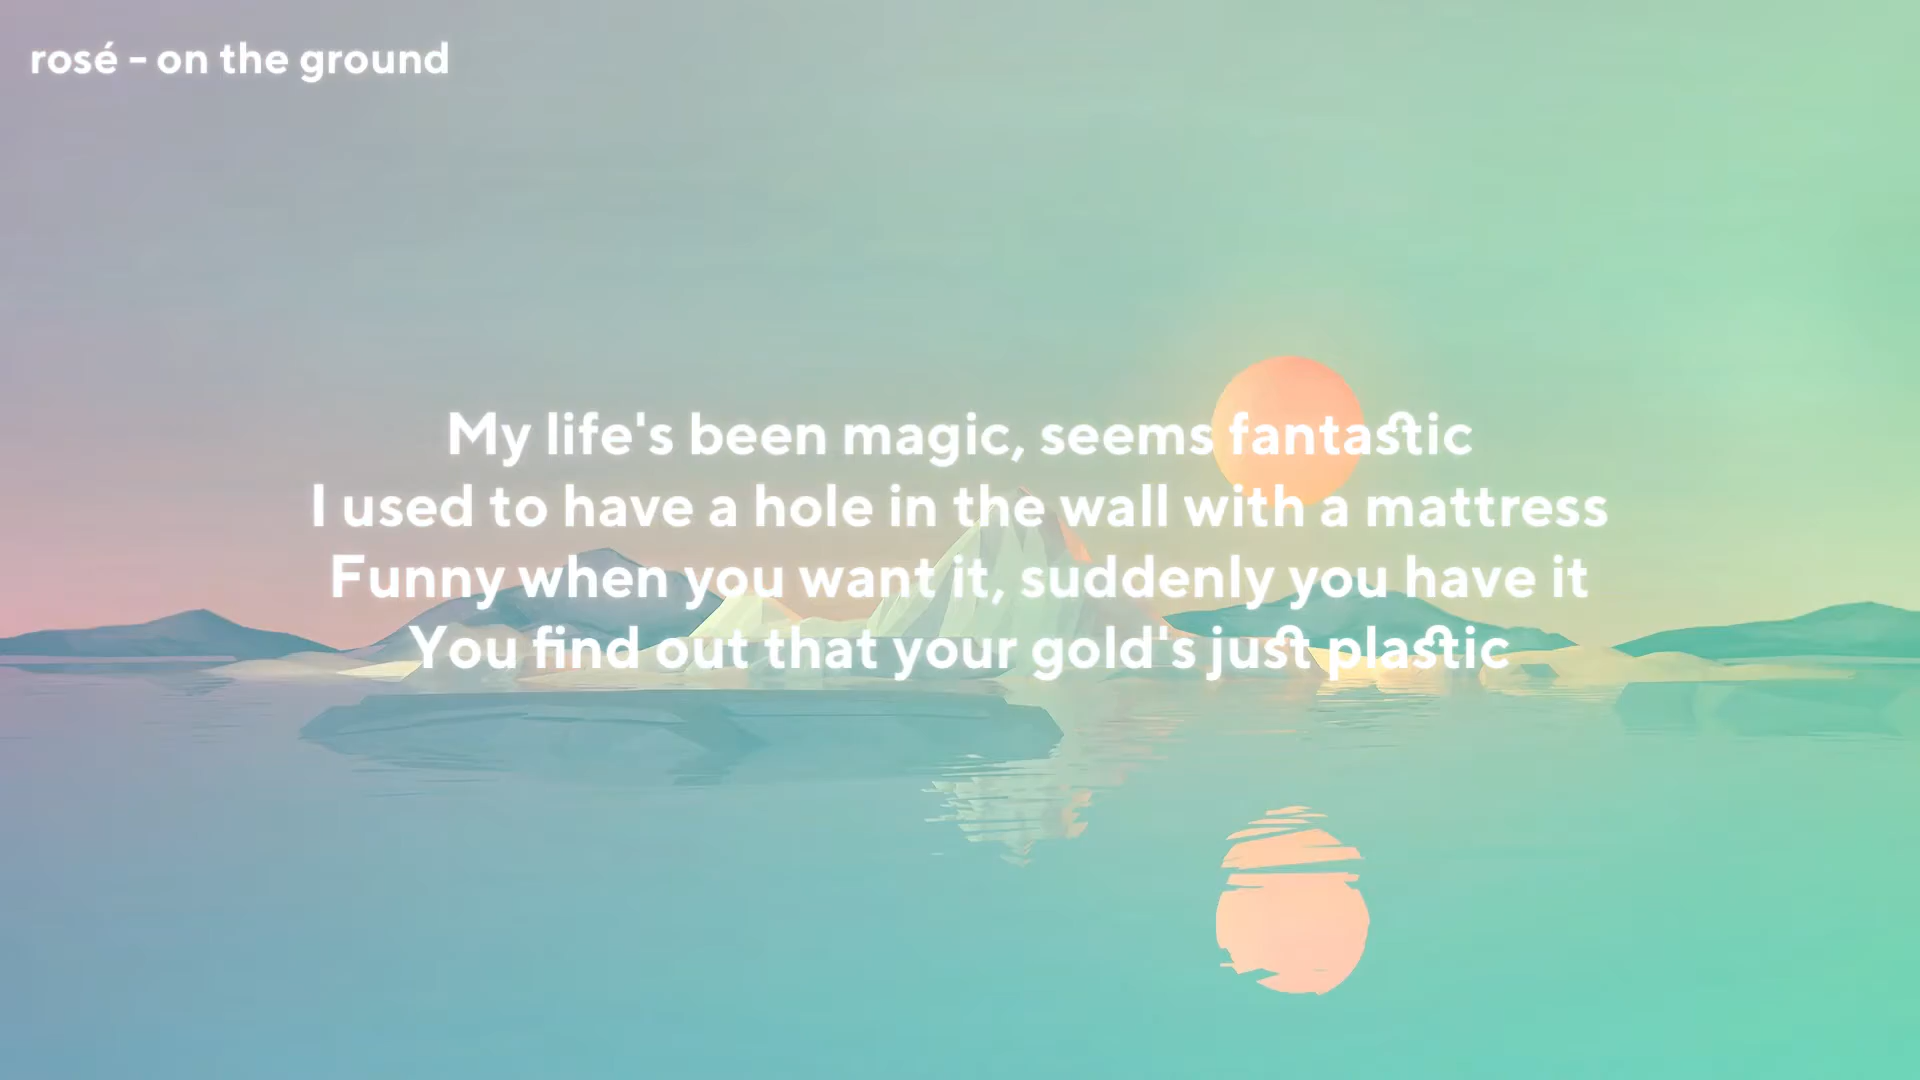 rosé - on the ground
My life's been magic, seems fantastic
I used to have a hole in the wall with a mattress
Funny when you want it, suddenly you have it
You find out that your gold's just plastic